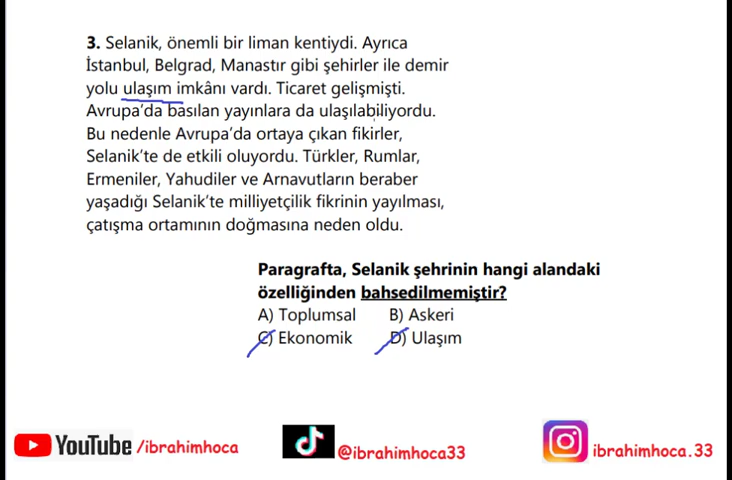 3. Selanik, önemli bir liman kentiydi. Ayrıca
İstanbul, Belgrad, Manastır gibi şehirler ile demir
yolu ulaşım imkânı vardı. Ticaret gelişmişti.
Avrupa'da basılan yayınlara da ulaşılabiliyordu.
Bu nedenle Avrupa'da ortaya çıkan fikirler,
Selanik'te de etkili oluyordu. Türkler, Rumlar,
Ermeniler, Yahudiler ve Arnavutların beraber
yaşadığı Selanik'te milliyetçilik fikrinin yayılması,
çatışma ortamının doğmasına neden oldu.
Paragrafta, Selanik şehrinin hangi alandaki
özelliğinden bahsedilmemiştir?
A) Toplumsal B) Askeri
C) Ekonomik D) Ulaşım
YouTube /ibrahimhoca @ibrahimhoca33 ibrahimhoca.33